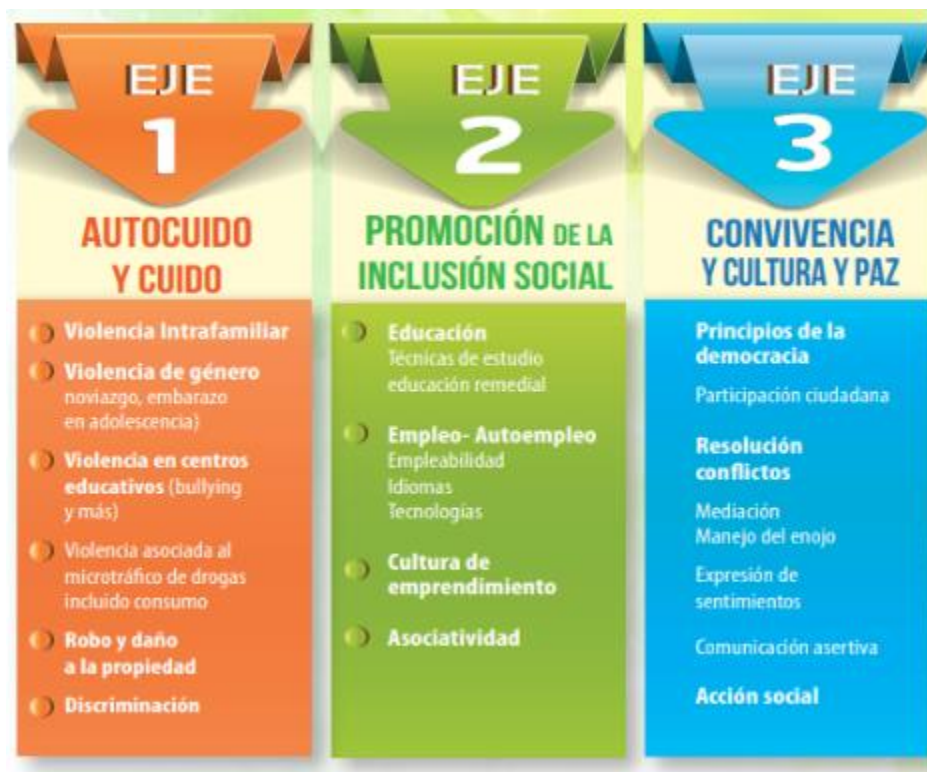 EJE
1
AUTOCUIDO
Y CUIDO
Violencia Intrafamiliar
Violencia de género
noviazgo, embarazo
en adolescencia)
Violencia en centros
educativos (bullying
y más)
Violencia asociada al
microtráfico de drogas
incluido consumo
Robo y daño
a la propiedad
Discriminación
EJE
2
PROMOCIÓN DE LA
INCLUSIÓN SOCIAL
Educación
Técnicas de estudio
educación remedial
Empleo- Autoempleo
Empleabilidad
Idiomas
Tecnologías
Cultura de
emprendimiento
Asociatividad
EJE
3
CONVIVENCIA
Y CULTURA Y PAZ
Principios de la
democracia
Participación ciudadana
Resolución
conflictos
Mediación
Manejo del enojo
Expresión de
sentimientos
Comunicación asertiva
Acción social